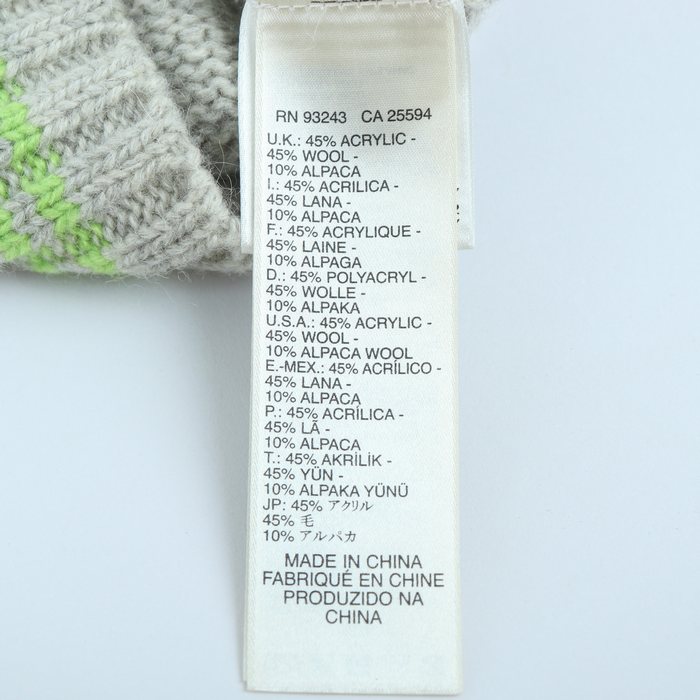 RN 93243 CA 25594
U.K.: 45% ACRYLIC -
45% WOOL -
10% ALPACA
I.: 45% ACRILICA -
45% LANA -
10% ALPACA
F.: 45% ACRYLIQUE -
45% LAINE -
10% ALPAGA
D.: 45% POLYACRYL -
45% WOLLE -
10% ALPAKA
U.S.A.: 45% ACRYLIC -
45% WOOL -
10% ALPACA WOOL
E.-MEX.: 45% ACRÍLICO -
45% LANA -
10% ALPACA
P.: 45% ACRÍLICA -
45% LÃ -
10% ALPACA
T.: 45% AKRİLİK -
45% YÜN -
10% ALPAKA YÜNÜ
JP: 45% アクリル
45% 毛
10% アルパカ
MADE IN CHINA
FABRIQUÉ EN CHINE
PRODUZIDO NA
CHINA